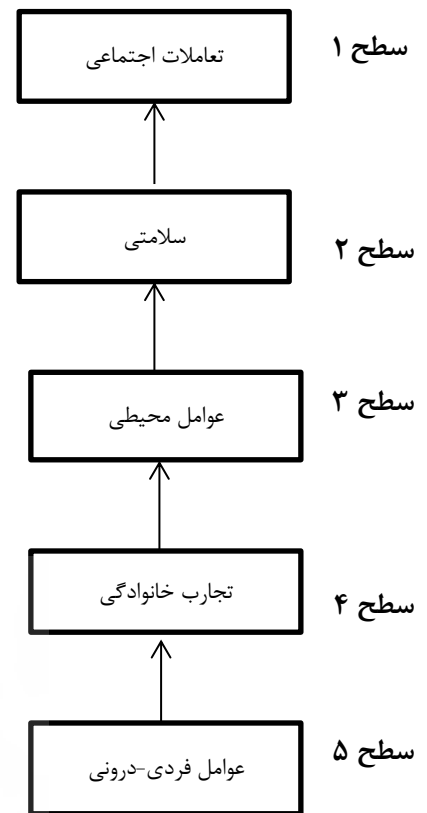 سطح ۱
تعاملات اجتماعی
سطح ۲
سلامتی
سطح ۳
عوامل محیطی
سطح ۴
تجارب خانوادگی
سطح ۵
عوامل فردی-درونی